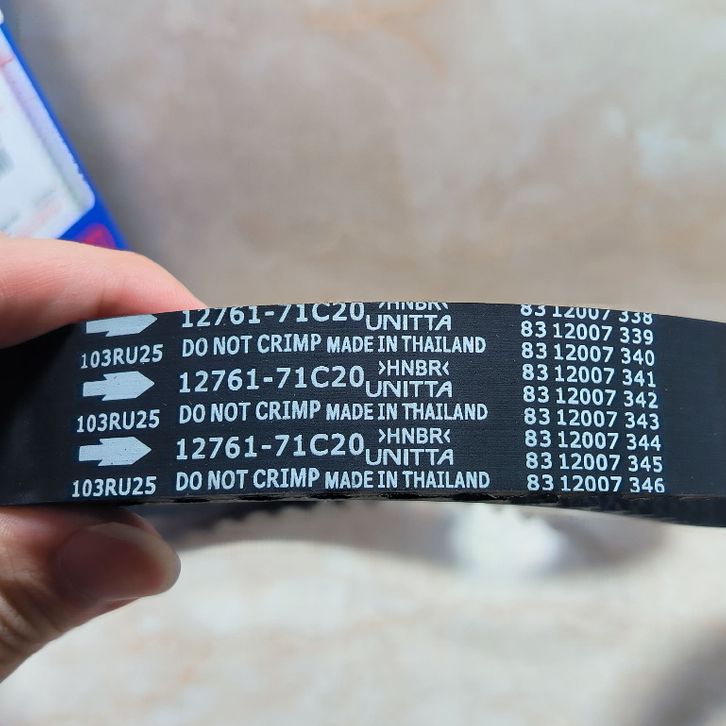 12761-71C20 >HNBR< UNITTA
103RU25 DO NOT CRIMP MADE IN THAILAND
12761-71C20 >HNBR< UNITTA
103RU25 DO NOT CRIMP MADE IN THAILAND
12761-71C20 >HNBR< UNITTA
103RU25 DO NOT CRIMP MADE IN THAILAND
83 12007 338
83 12007 339
83 12007 340
83 12007 341
83 12007 342
83 12007 343
83 12007 344
83 12007 345
83 12007 346